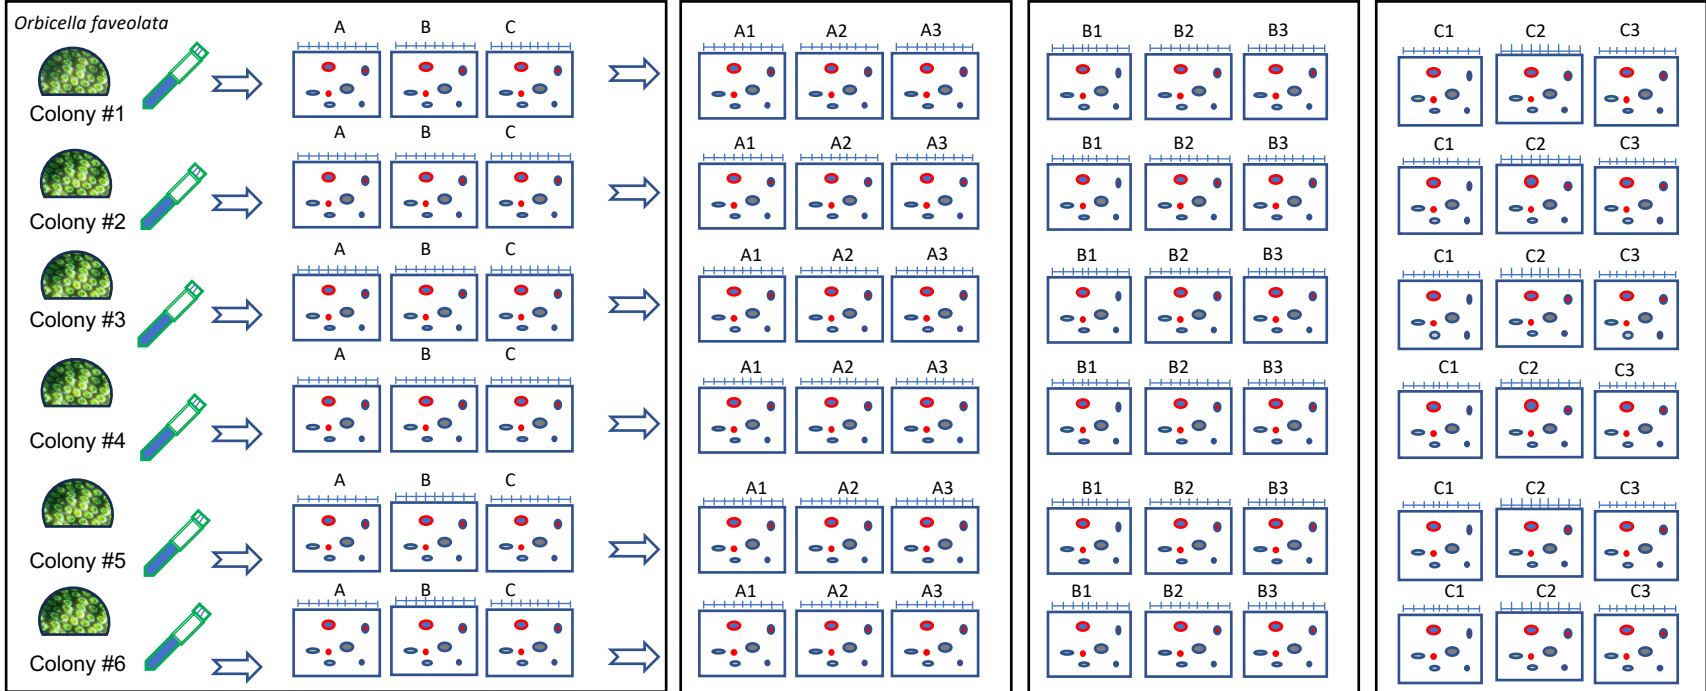 Orbicella faveolata
A B C
A1 A2 A3
B1 B2 B3
C1 C2 C3
Colony #1
A B C
A1 A2 A3
B1 B2 B3
C1 C2 C3
Colony #2
A B C
A1 A2 A3
B1 B2 B3
C1 C2 C3
Colony #3
A B C
A1 A2 A3
B1 B2 B3
C1 C2 C3
Colony #4
A B C
A1 A2 A3
B1 B2 B3
C1 C2 C3
Colony #5
A B C
A1 A2 A3
B1 B2 B3
C1 C2 C3
Colony #6